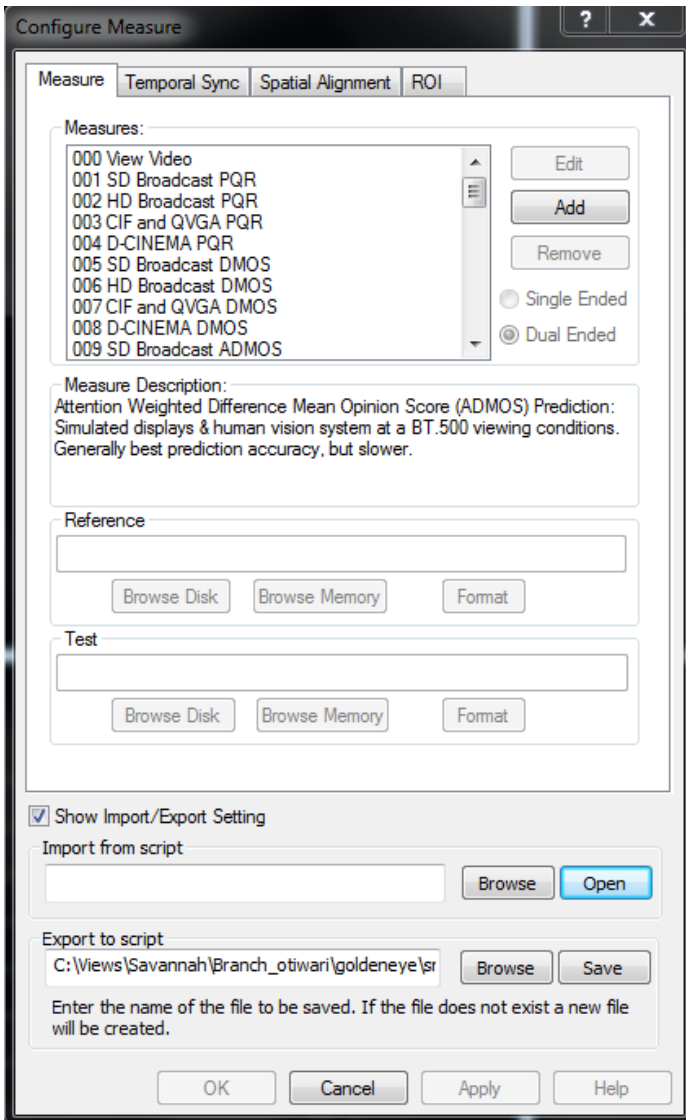 Configure Measure
? x
Measure Temporal Sync Spatial Alignment ROI
Measures:
000 View Video
001 SD Broadcast PQR
002 HD Broadcast PQR
003 CIF and QVGA PQR
004 D-CINEMA PQR
005 SD Broadcast DMOS
006 HD Broadcast DMOS
007 CIF and QVGA DMOS
008 D-CINEMA DMOS
009 SD Broadcast ADMOS
Edit
Add
Remove
Single Ended
Dual Ended
Measure Description:
Attention Weighted Difference Mean Opinion Score (ADMOS) Prediction:
Simulated displays & human vision system at a BT.500 viewing conditions.
Generally best prediction accuracy, but slower.
Reference
Browse Disk Browse Memory Format
Test
Browse Disk Browse Memory Format
Show Import/Export Setting
Import from script
Browse Open
Export to script
C:\Views\Savannah\Branch_otiwari\goldeneye\sr Browse Save
Enter the name of the file to be saved. If the file does not exist a new file
will be created.
OK Cancel Apply Help